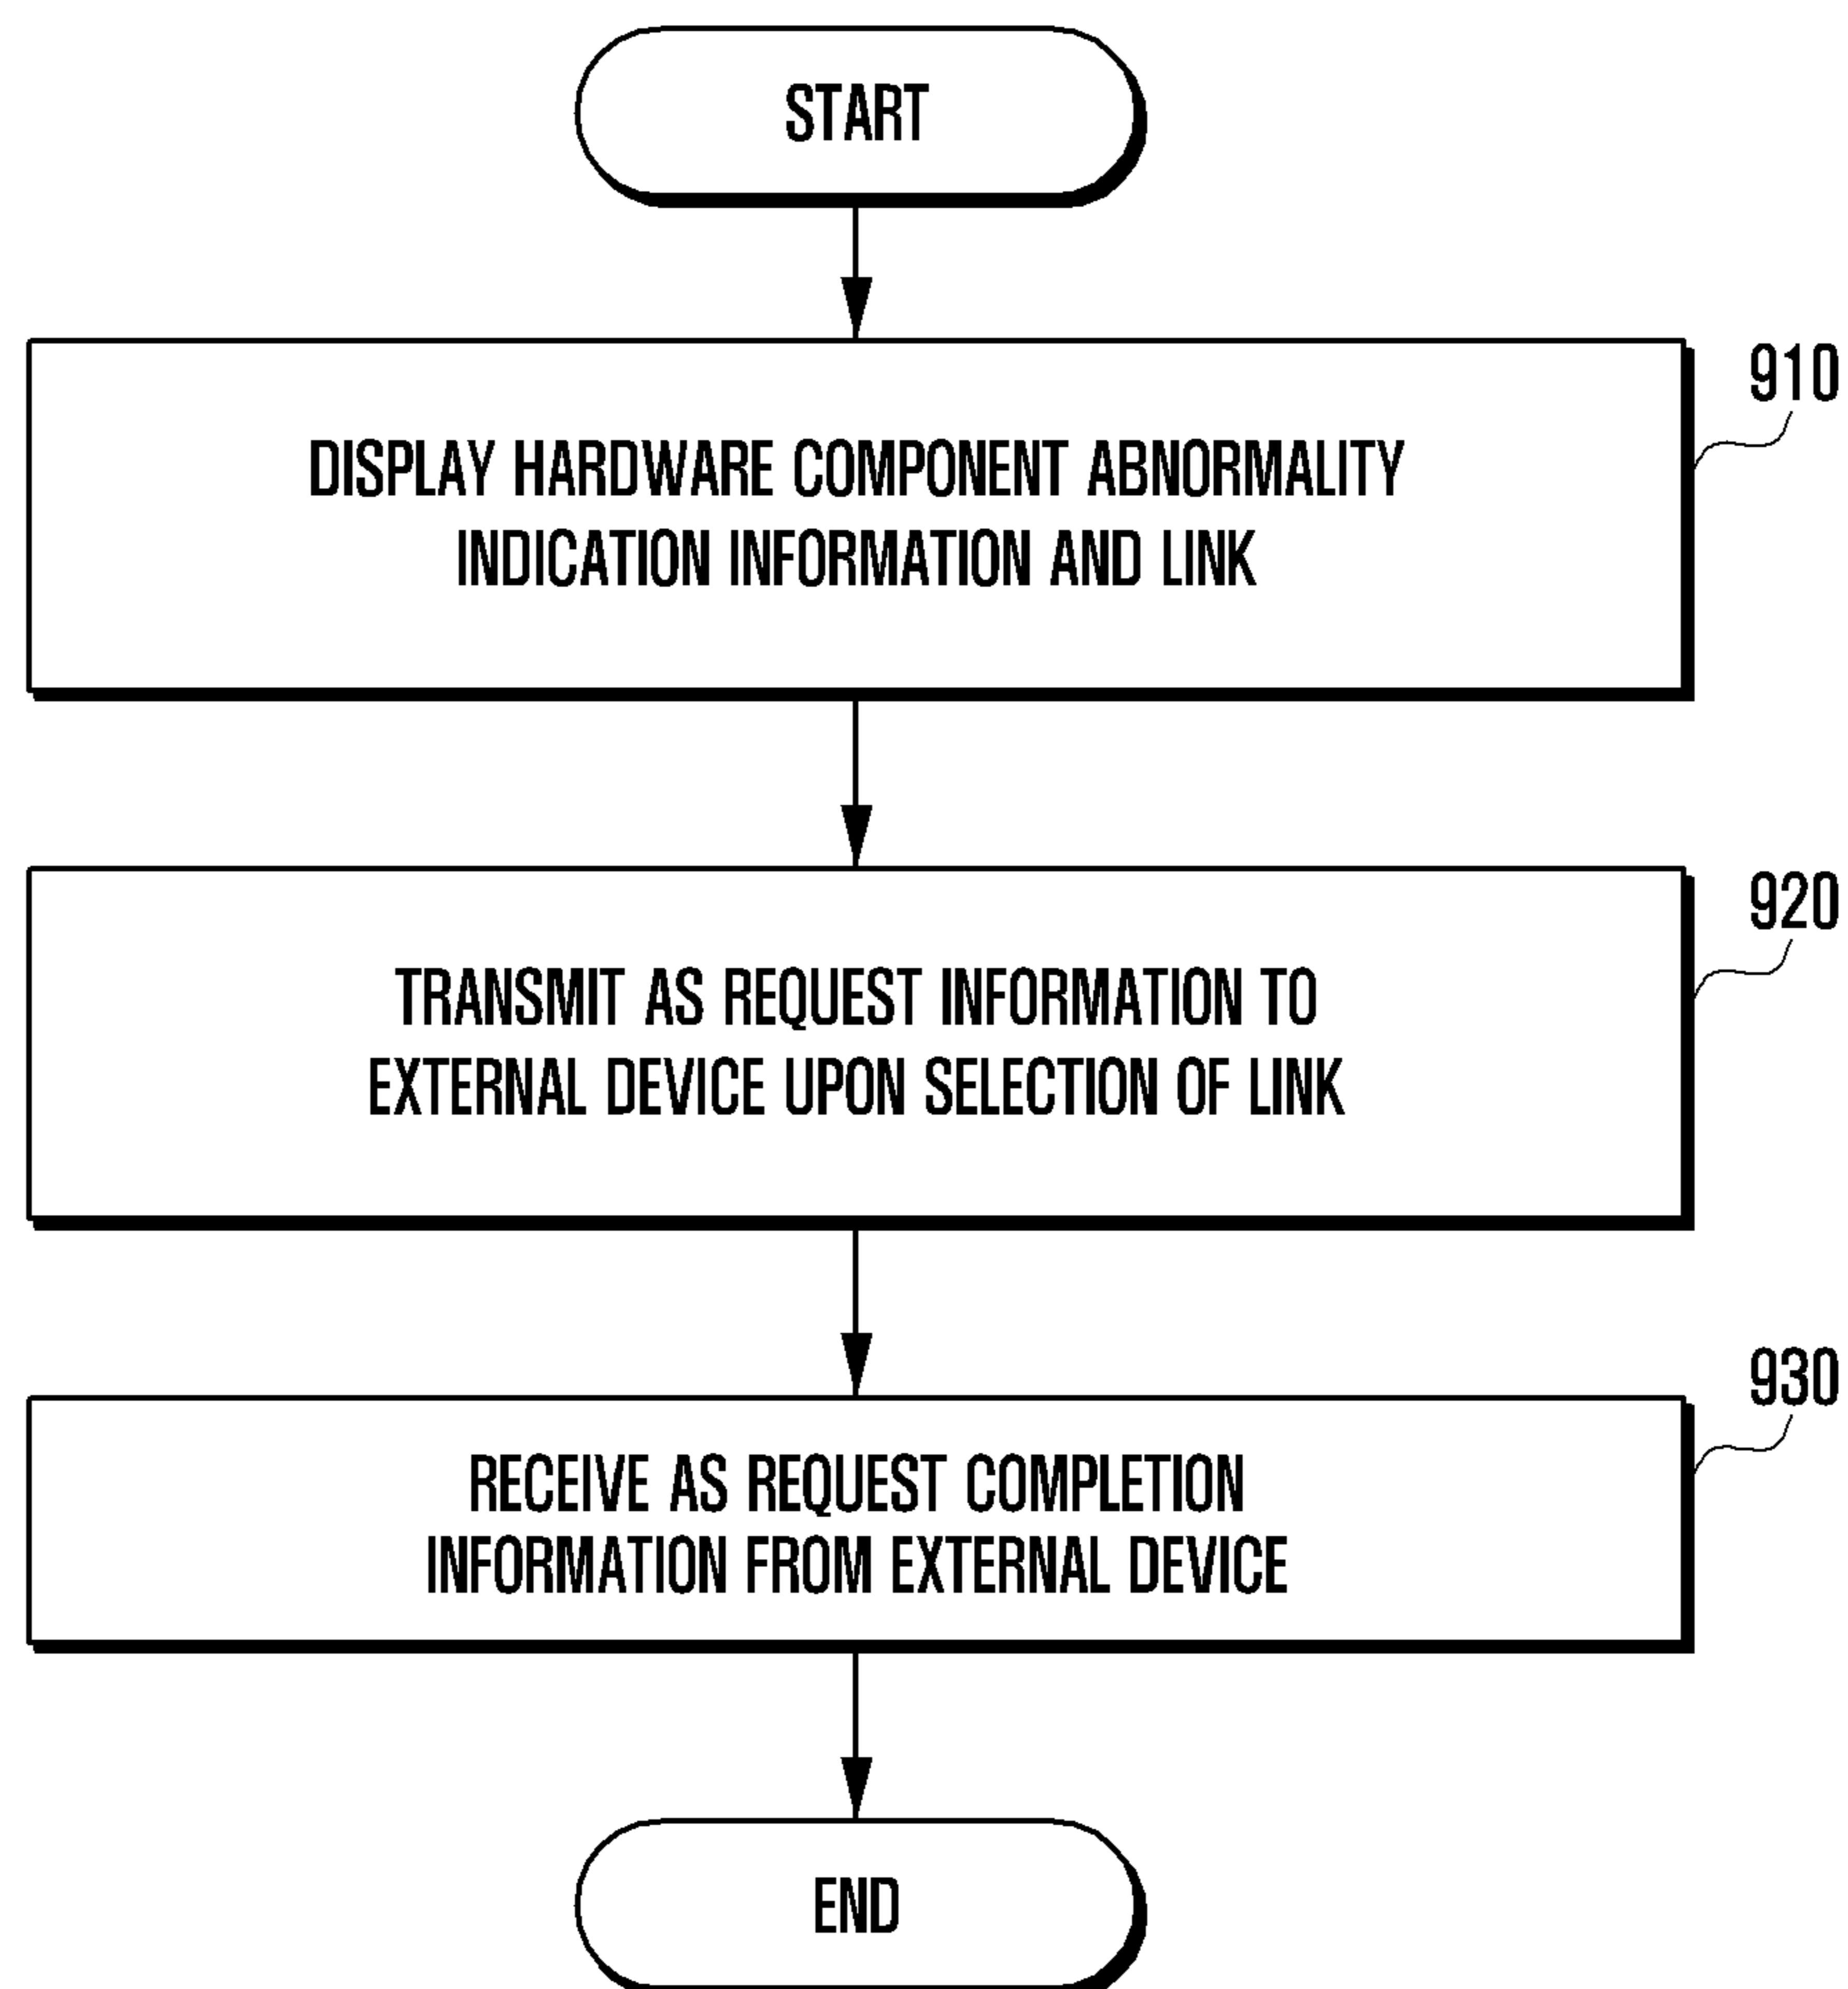 START
910
DISPLAY HARDWARE COMPONENT ABNORMALITY
INDICATION INFORMATION AND LINK
920
TRANSMIT AS REQUEST INFORMATION TO
EXTERNAL DEVICE UPON SELECTION OF LINK
930
RECEIVE AS REQUEST COMPLETION
INFORMATION FROM EXTERNAL DEVICE
END